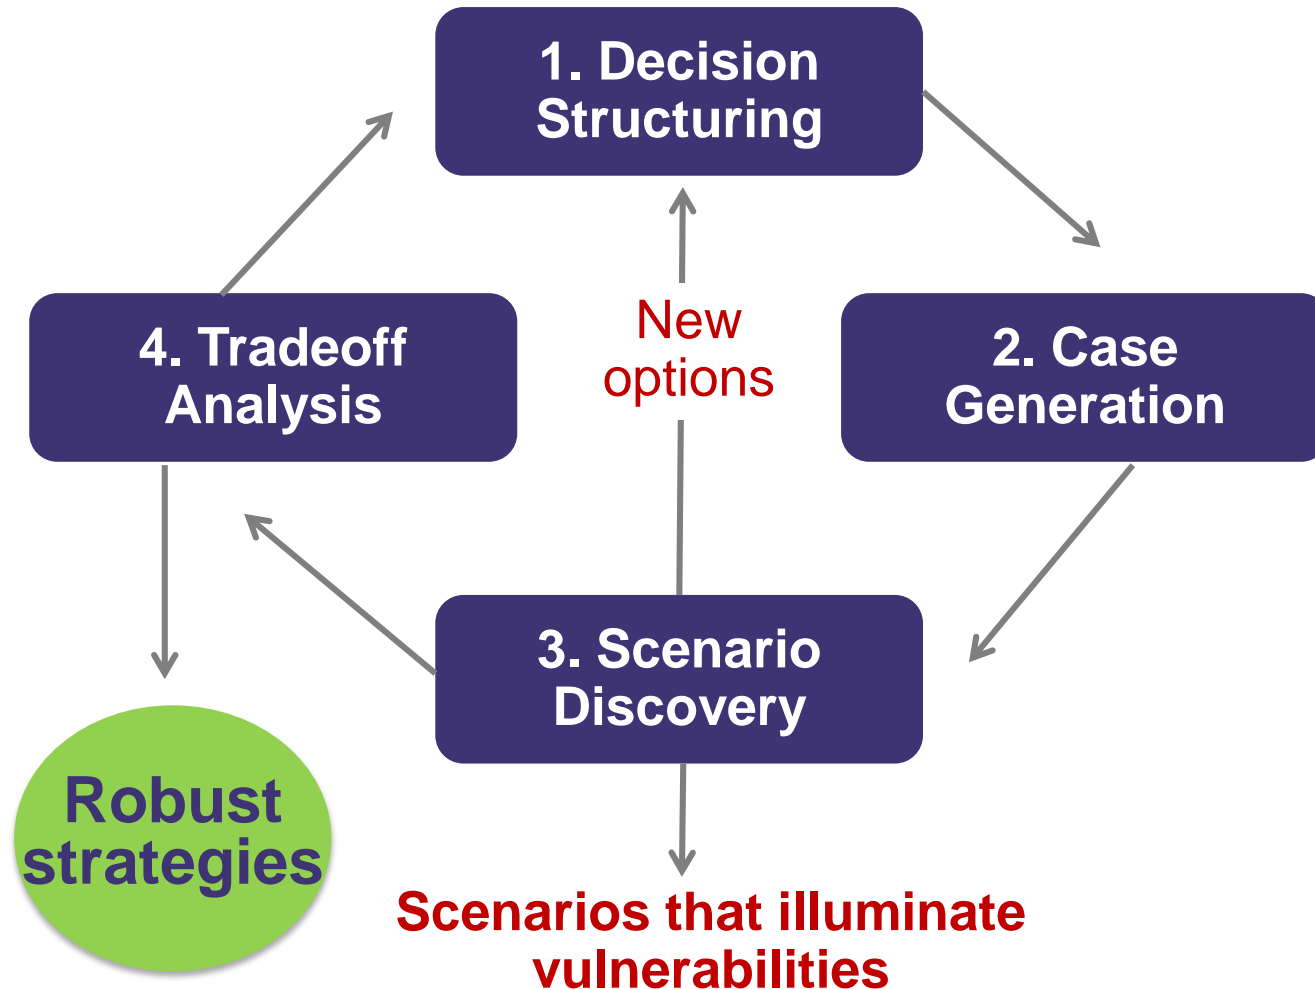 1. Decision
Structuring
New
options
4. Tradeoff
Analysis
2. Case
Generation
3. Scenario
Discovery
Robust
strategies
Scenarios that illuminate
vulnerabilities